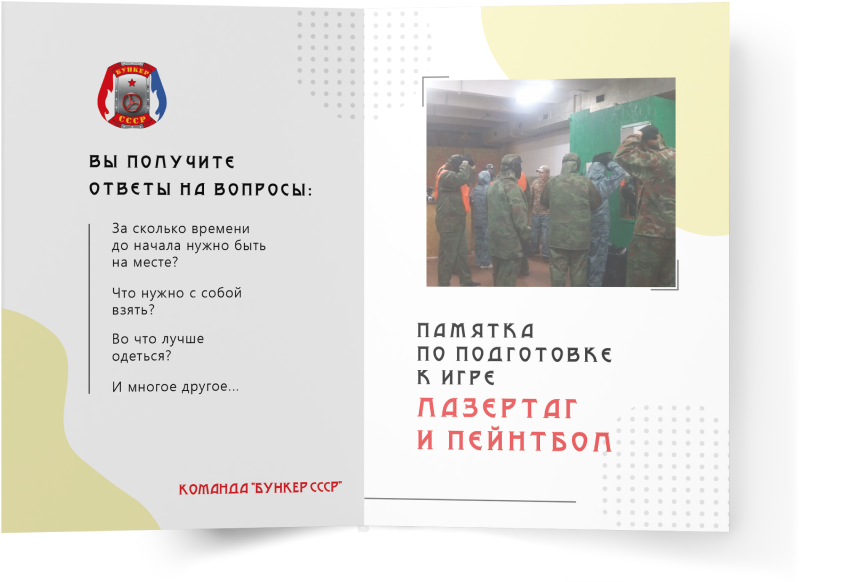 БУНКЕР
СССР
ВЫ ПОЛУЧИТЕ
ОТВЕТЫ НА ВОПРОСЫ:
За сколько времени
до начала нужно быть
на месте?
Что нужно с собой
взять?
Во что лучше
одеться?
И многое другое...
КОМАНДА "БУНКЕР СССР"
ПАМЯТКА
ПО ПОДГОТОВКЕ
К ИГРЕ
ЛАЗЕРТАГ
И ПЕЙНТБОЛ